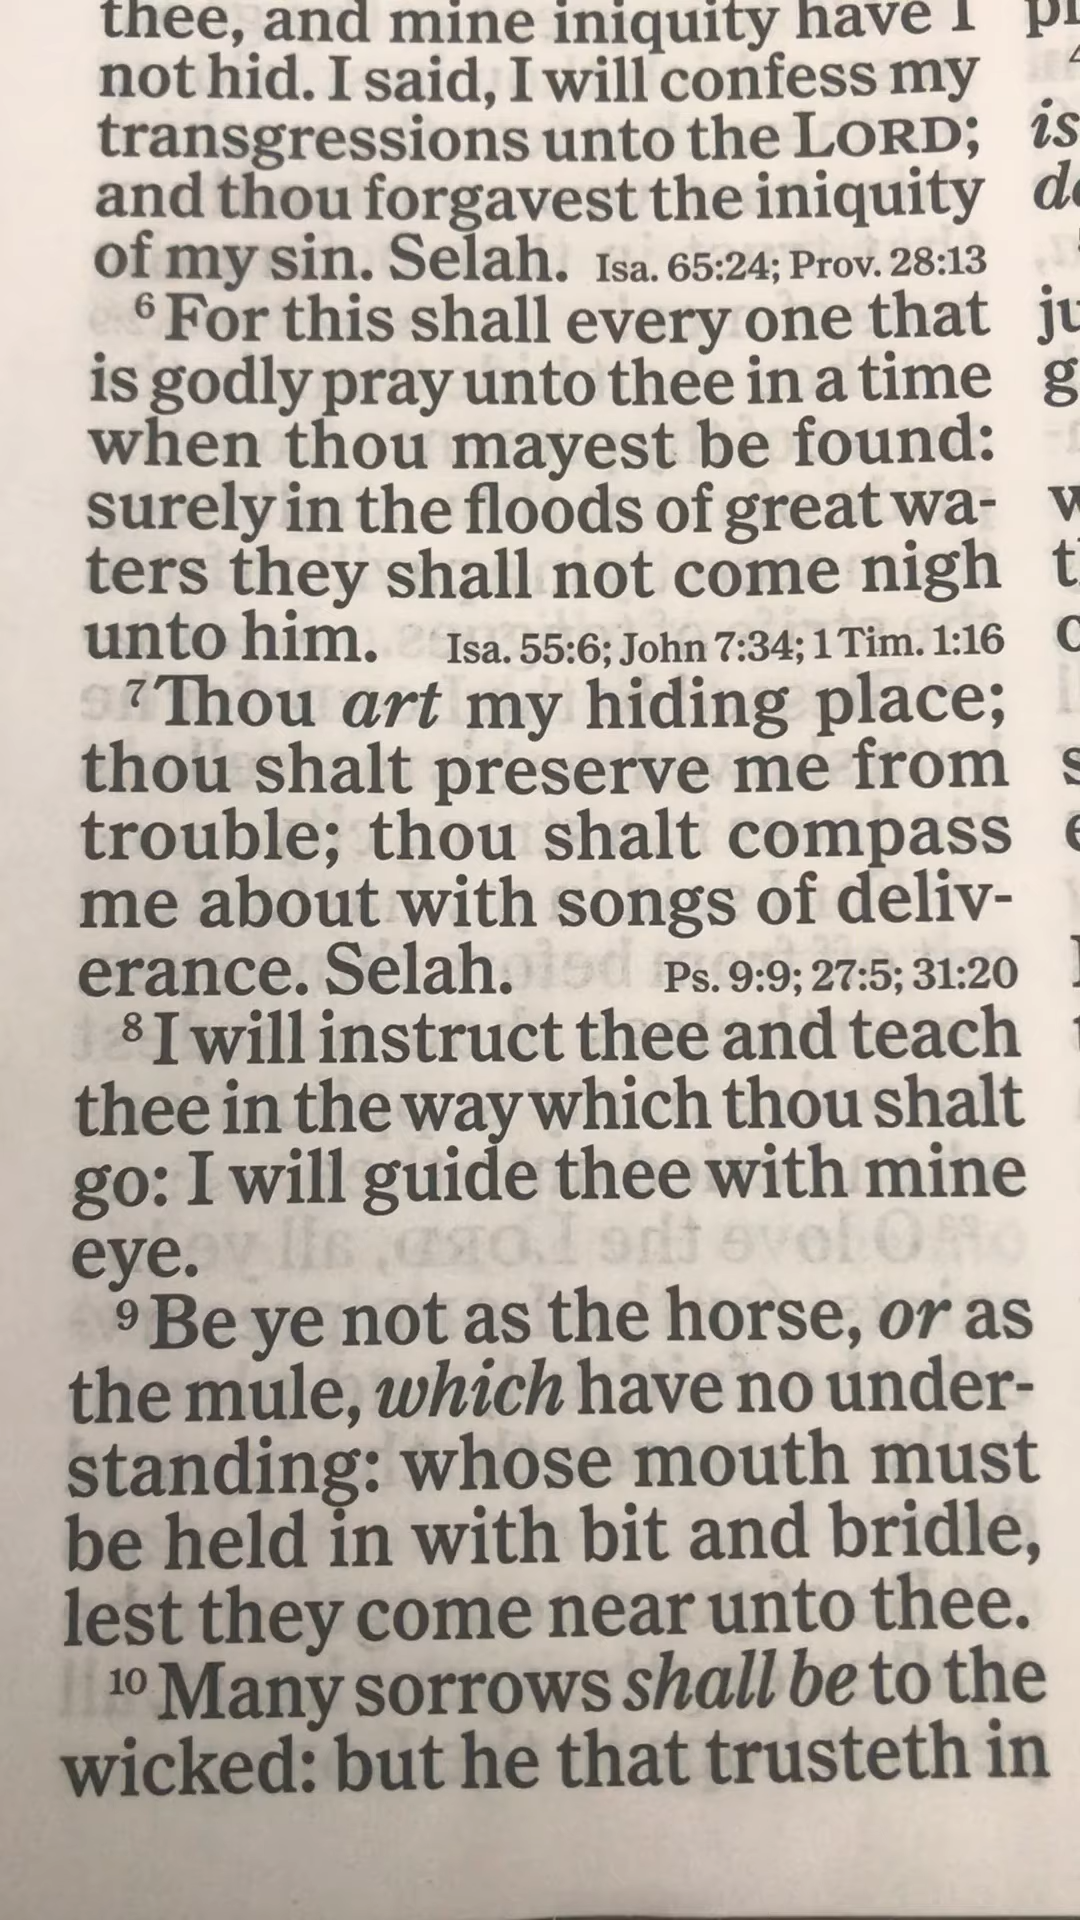 thee, and mine iniquity have I
not hid. I said, I will confess my
transgressions unto the LORD;
and thou forgavest the iniquity
of my sin. Selah. Isa. 65:24; Prov. 28:13
6 For this shall every one that
is godly pray unto thee in a time
when thou mayest be found:
surely in the floods of great wa-
ters they shall not come nigh
unto him. Isa. 55:6; John 7:34; 1 Tim. 1:16
7 Thou art my hiding place;
thou shalt preserve me from
trouble; thou shalt compass
me about with songs of deliv-
erance. Selah. Ps. 9:9; 27:5; 31:20
8 I will instruct thee and teach
thee in the way which thou shalt
go: I will guide thee with mine
eye.
9 Be ye not as the horse, or as
the mule, which have no under-
standing: whose mouth must
be held in with bit and bridle,
lest they come near unto thee.
10 Many sorrows shall be to the
wicked: but he that trusteth in